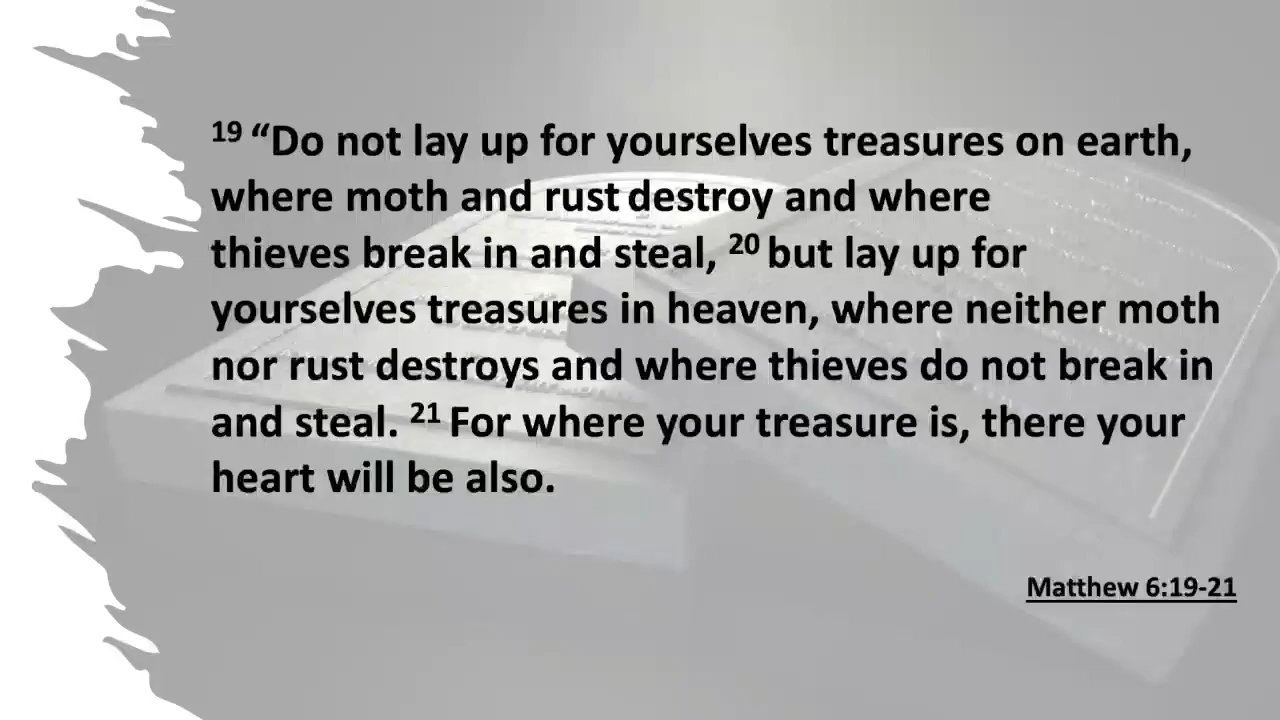 19 “Do not lay up for yourselves treasures on earth,
where moth and rust destroy and where
thieves break in and steal, 20 but lay up for
yourselves treasures in heaven, where neither moth
nor rust destroys and where thieves do not break in
and steal. 21 For where your treasure is, there your
heart will be also.
Matthew 6:19-21